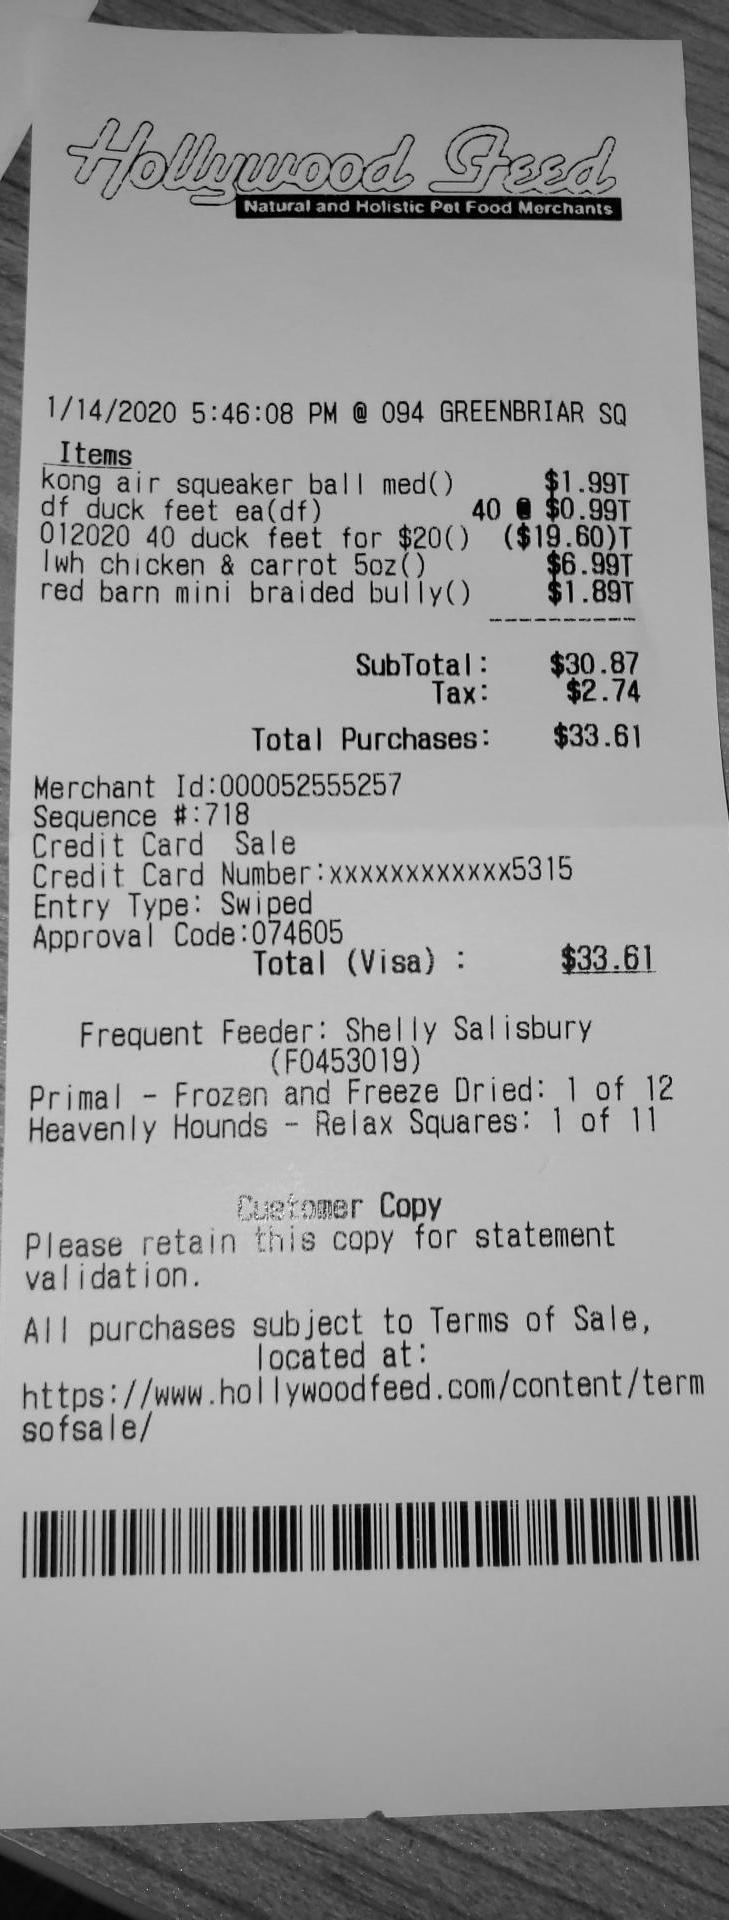 Hollywood Feed
Natural and Holistic Pet Food Merchants
1/14/2020 5:46:08 PM @ 094 GREENBRIAR SQ
Items
kong air squeaker ball med() $1.99T
df duck feet ea(df) 40 @ $0.99T
012020 40 duck feet for $20() ($19.60)T
lwh chicken & carrot 5oz() $6.99T
red barn mini braided bully() $1.89T
------------
SubTotal: $30.87
Tax: $2.74
Total Purchases: $33.61
Merchant Id:000052555257
Sequence #:718
Credit Card Sale
Credit Card Number:xxxxxxxxxxxx5315
Entry Type: Swiped
Approval Code:074605
Total (Visa) : $33.61
Frequent Feeder: Shelly Salisbury
(F0453019)
Primal - Frozen and Freeze Dried: 1 of 12
Heavenly Hounds - Relax Squares: 1 of 11
Customer Copy
Please retain this copy for statement
validation.
All purchases subject to Terms of Sale,
located at:
https://www.hollywoodfeed.com/content/term
sofsale/